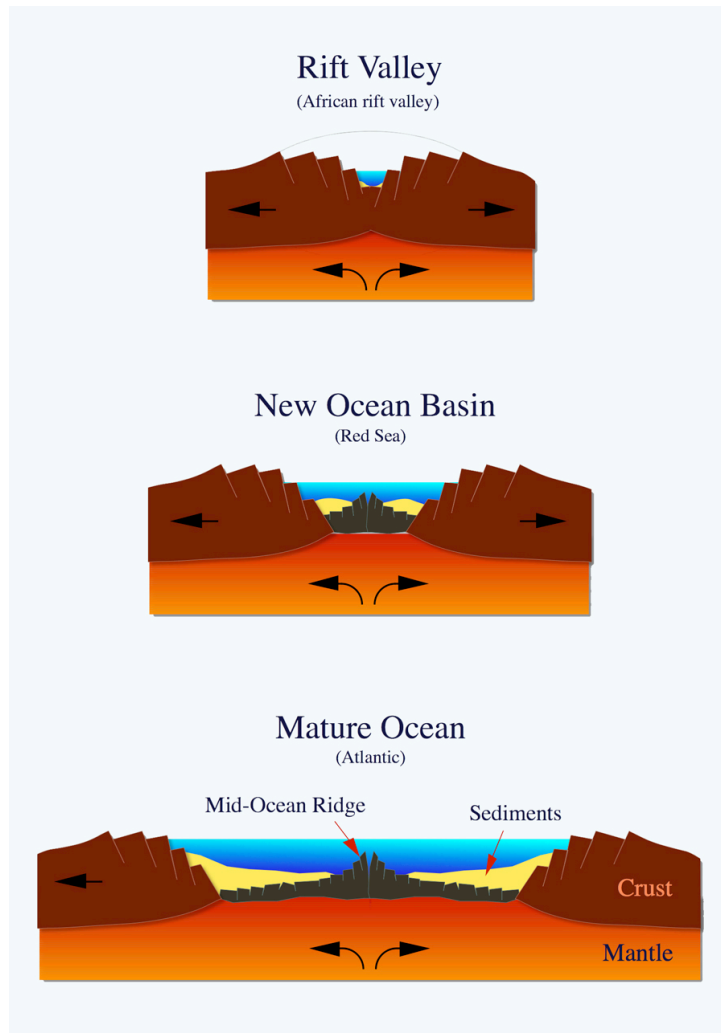 Rift Valley
(African rift valley)
New Ocean Basin
(Red Sea)
Mature Ocean
(Atlantic)
Mid-Ocean Ridge
Sediments
Crust
Mantle